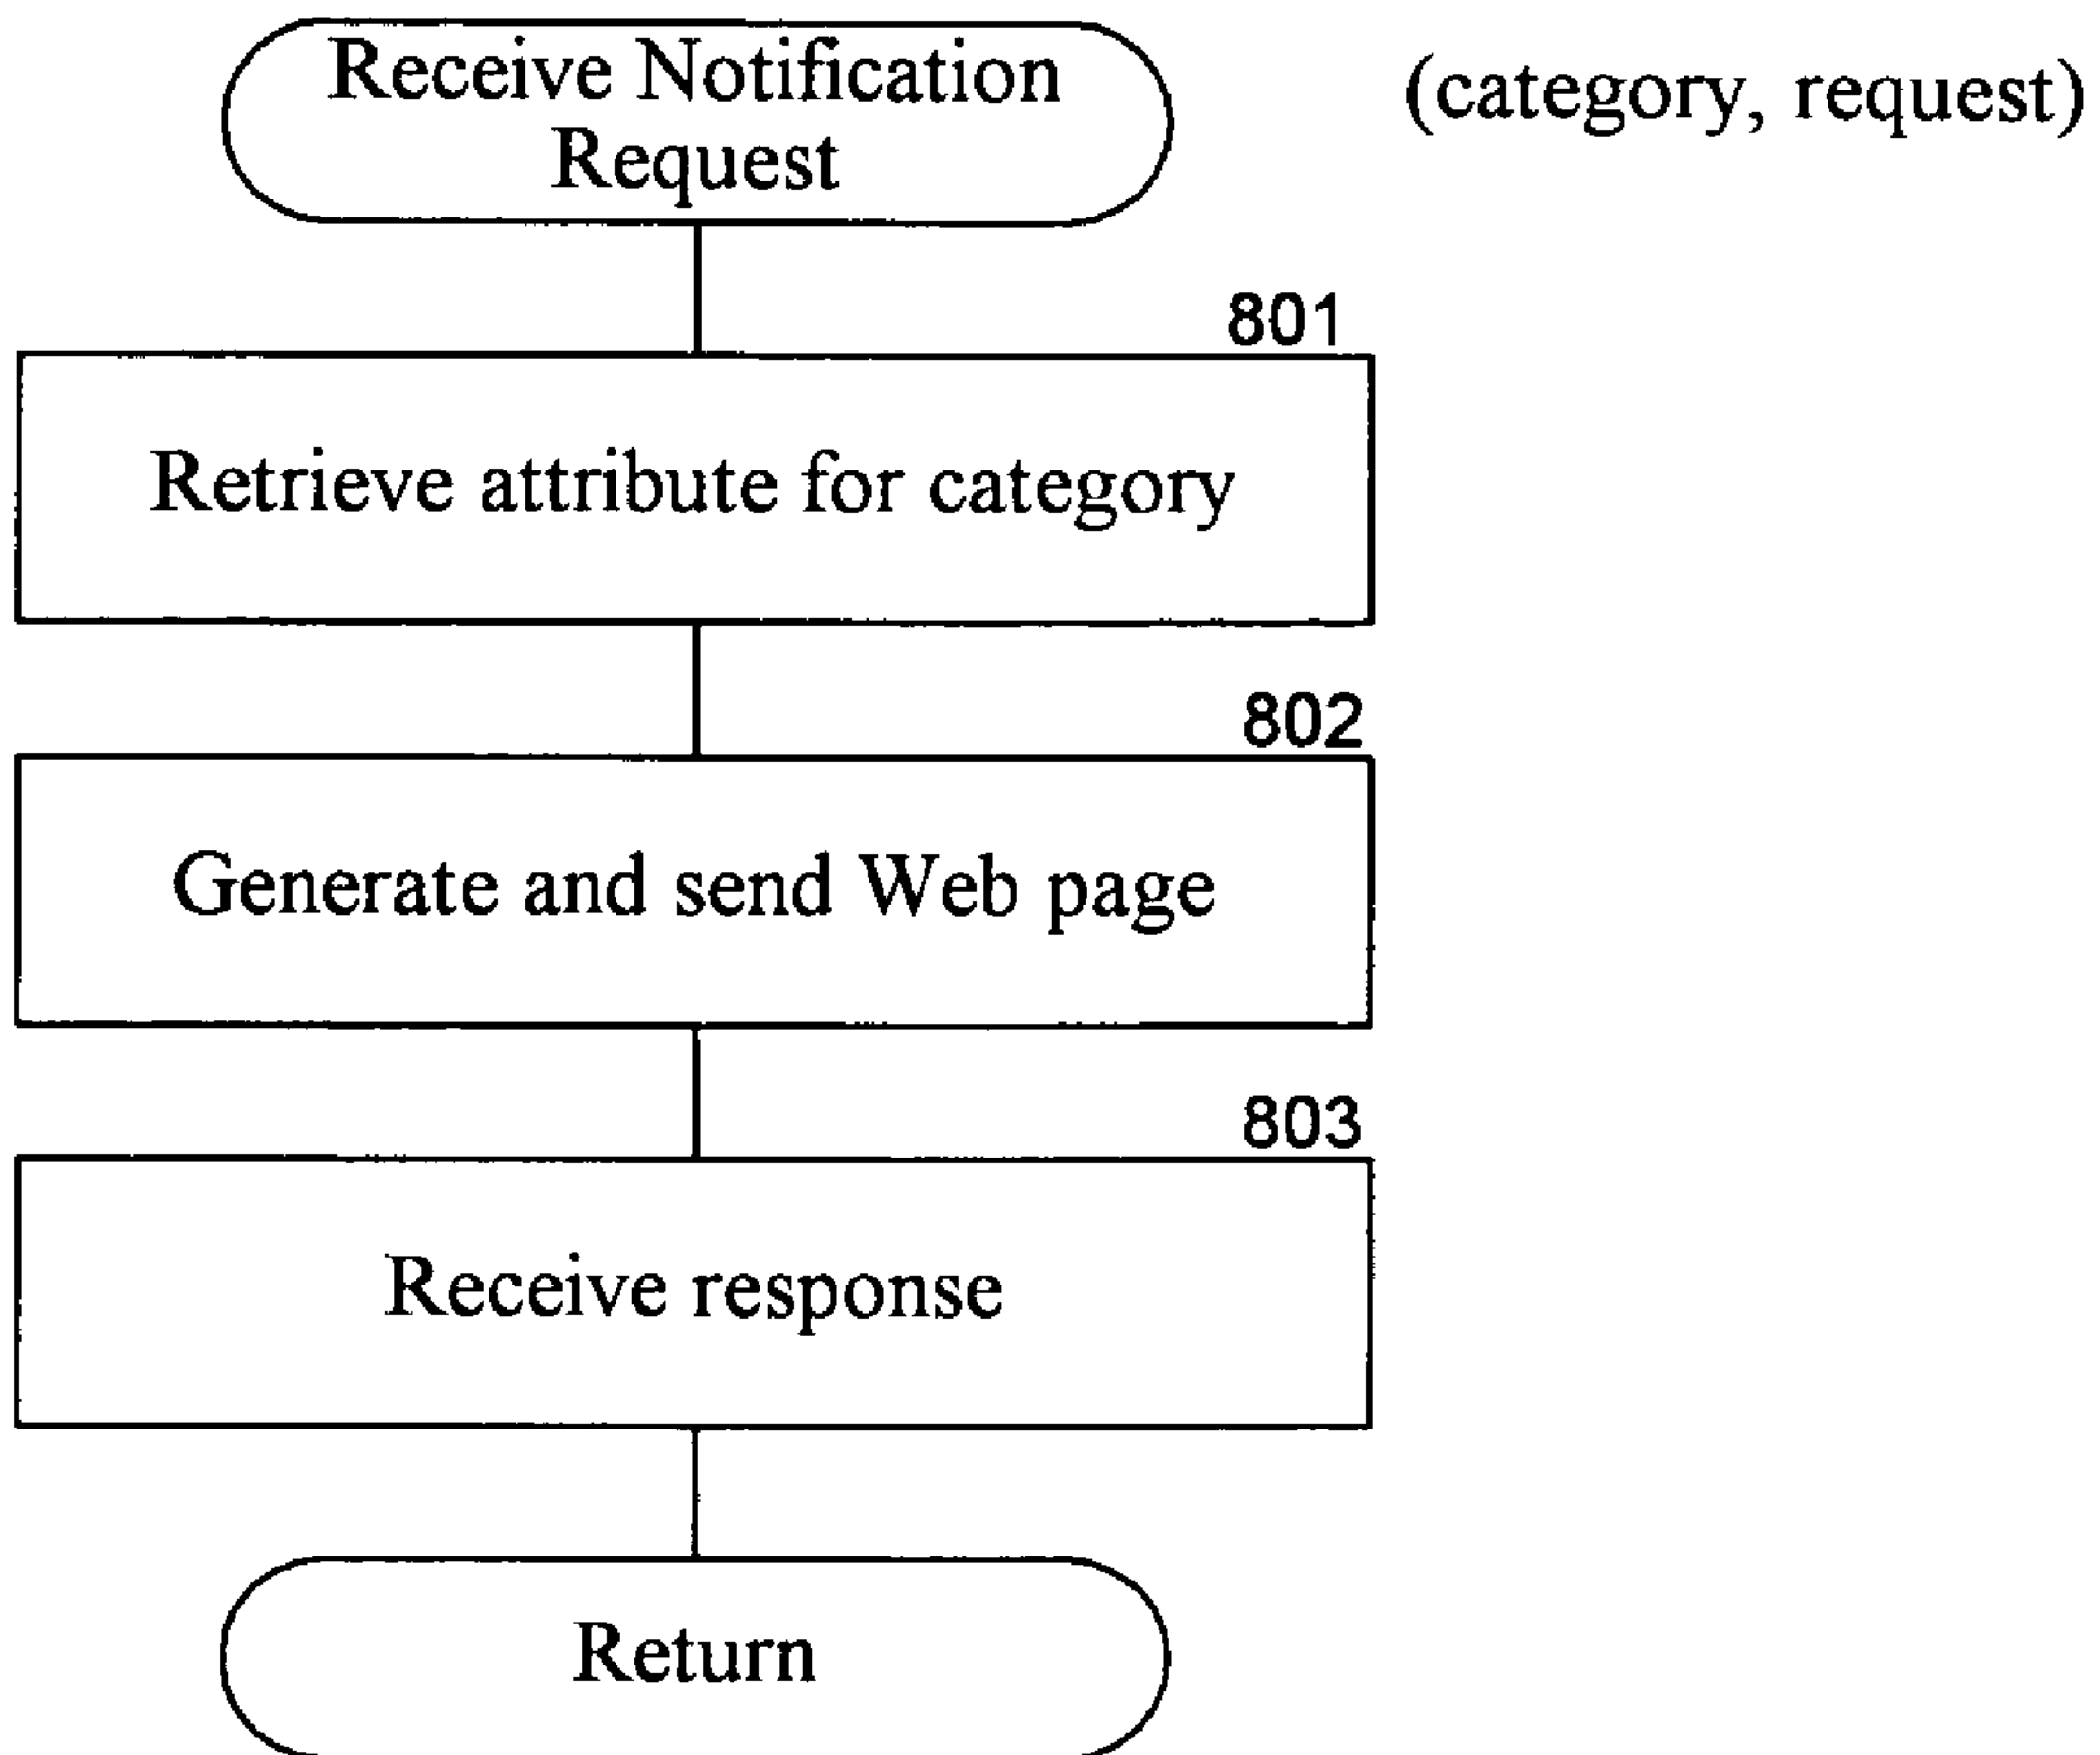 Receive Notification
Request
(category, request)
801
Retrieve attribute for category
802
Generate and send Web page
803
Receive response
Return